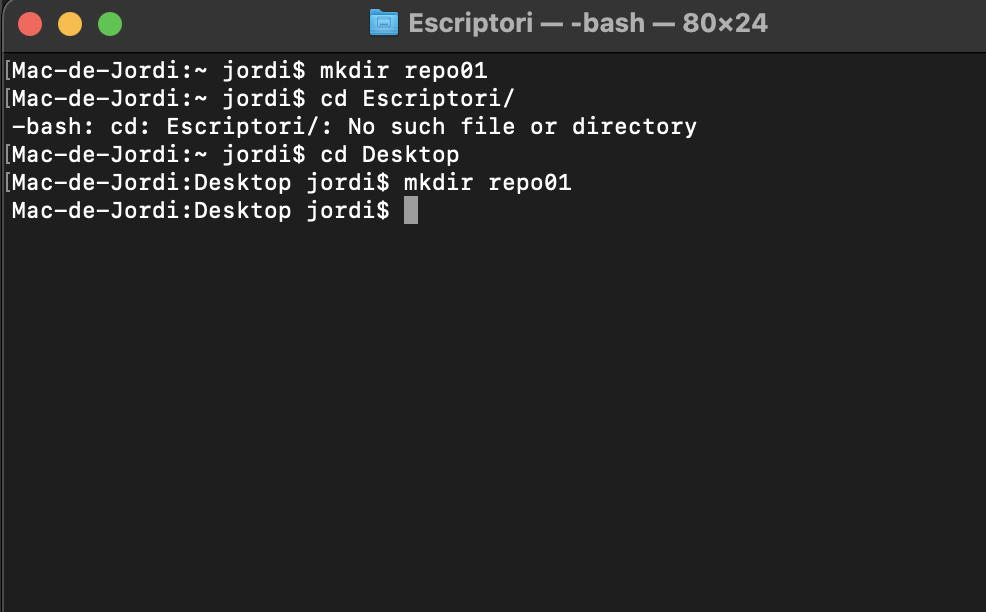 Escriptori — -bash — 80×24
[Mac-de-Jordi:~ jordi$ mkdir repo01
[Mac-de-Jordi:~ jordi$ cd Escriptori/
-bash: cd: Escriptori/: No such file or directory
[Mac-de-Jordi:~ jordi$ cd Desktop
[Mac-de-Jordi:Desktop jordi$ mkdir repo01
Mac-de-Jordi:Desktop jordi$